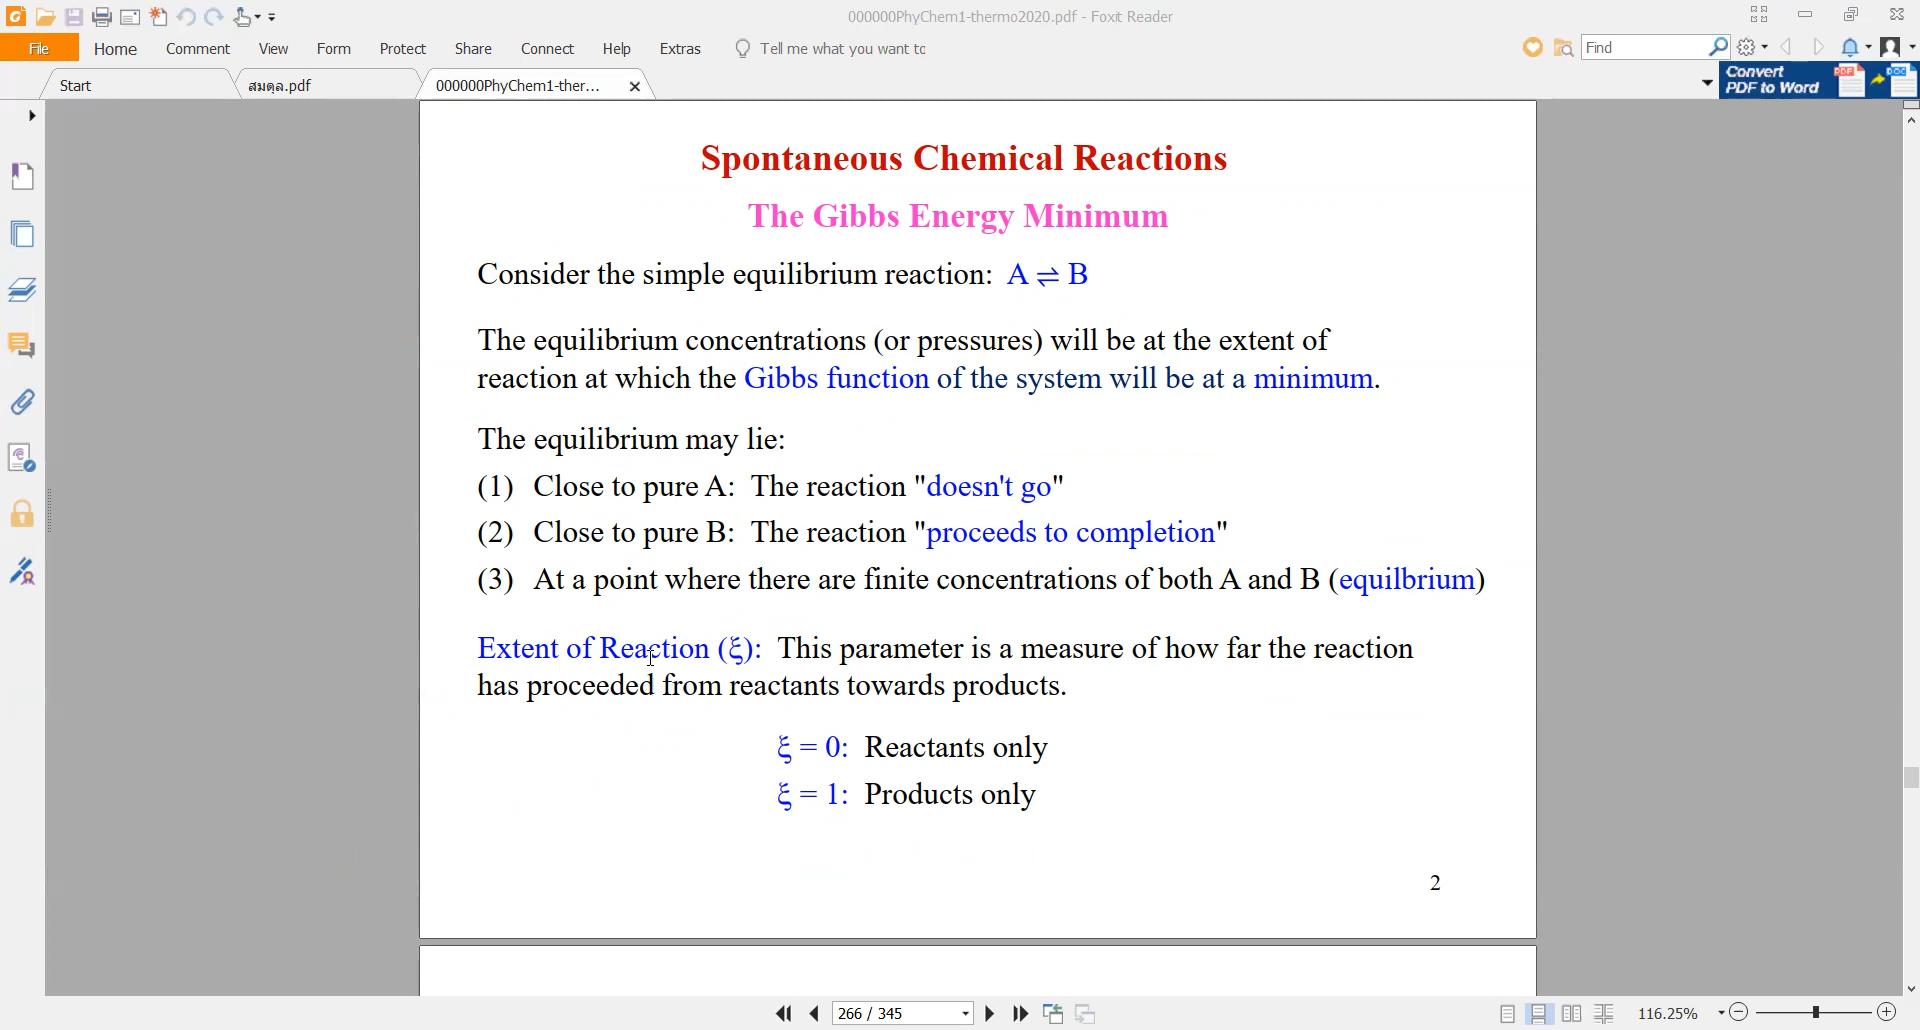 000000PhyChem1-thermo2020.pdf - Foxit Reader
File Home Comment View Form Protect Share Connect Help Extras Tell me what you want to Find
Start สมดุล.pdf 000000PhyChem1-ther...
Convert
PDF to Word
PDF DOC
Spontaneous Chemical Reactions
The Gibbs Energy Minimum
Consider the simple equilibrium reaction: A ⇌ B
The equilibrium concentrations (or pressures) will be at the extent of
reaction at which the Gibbs function of the system will be at a minimum.
The equilibrium may lie:
(1) Close to pure A: The reaction "doesn't go"
(2) Close to pure B: The reaction "proceeds to completion"
(3) At a point where there are finite concentrations of both A and B (equilbrium)
Extent of Reaction (ξ): This parameter is a measure of how far the reaction
has proceeded from reactants towards products.
ξ = 0: Reactants only
ξ = 1: Products only
2
266 / 345 116.25%